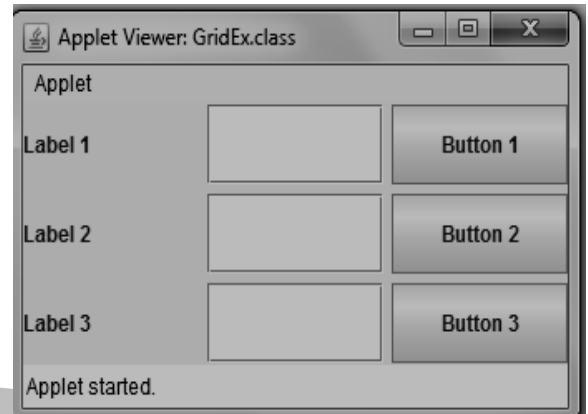 Applet Viewer: GridEx.class
Applet
Label 1 Button 1
Label 2 Button 2
Label 3 Button 3
Applet started.